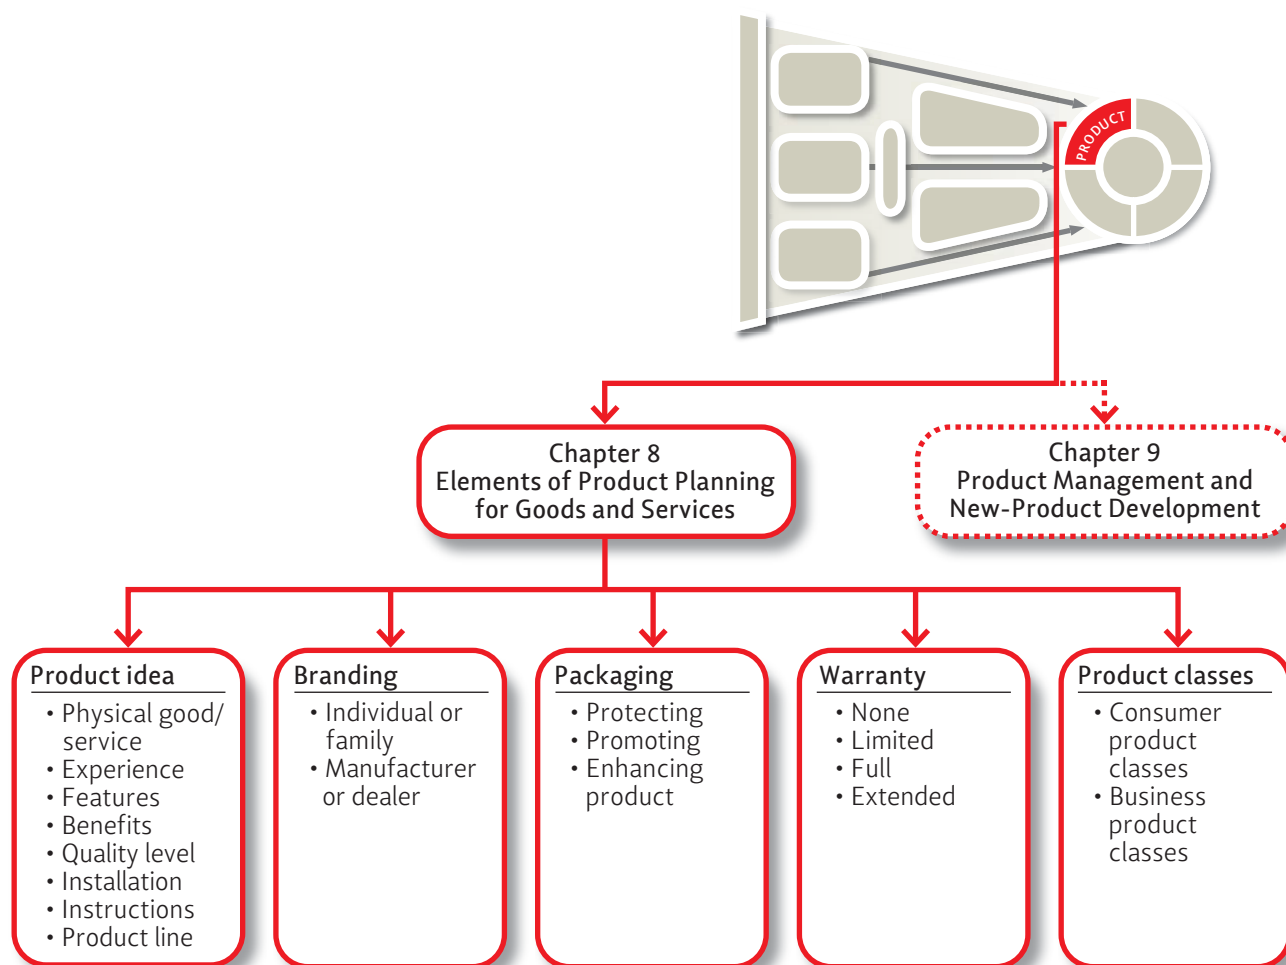 PRODUCT
Chapter 8
Elements of Product Planning
for Goods and Services
Chapter 9
Product Management and
New-Product Development
Product idea
• Physical good/
service
• Experience
• Features
• Benefits
• Quality level
• Installation
• Instructions
• Product line
Branding
• Individual or
family
• Manufacturer
or dealer
Packaging
• Protecting
• Promoting
• Enhancing
product
Warranty
• None
• Limited
• Full
• Extended
Product classes
• Consumer
product
classes
• Business
product
classes